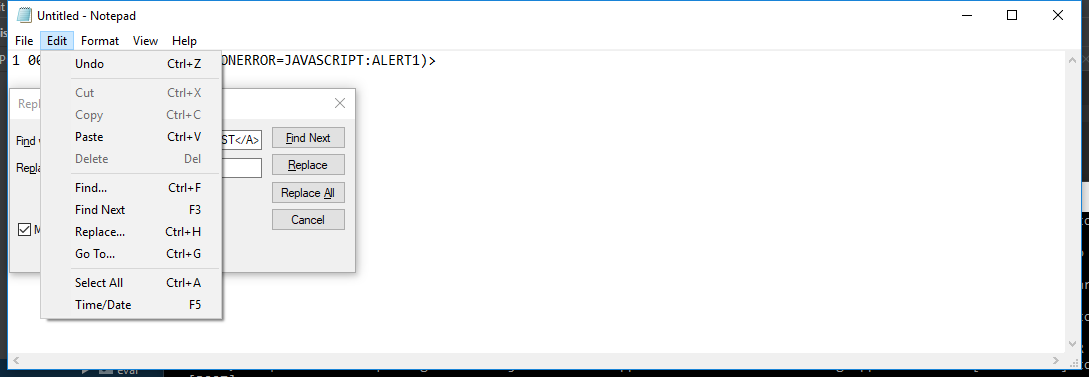 Untitled - Notepad
File Edit Format View Help
1 00 ONERROR=JAVASCRIPT:ALERT1)>
Undo Ctrl+Z
Cut Ctrl+X
Copy Ctrl+C
Paste Ctrl+V
Delete Del
Find... Ctrl+F
Find Next F3
Replace... Ctrl+H
Go To... Ctrl+G
Select All Ctrl+A
Time/Date F5
Repl
Find w ST</A>
Repla
M
Find Next
Replace
Replace All
Cancel
eval